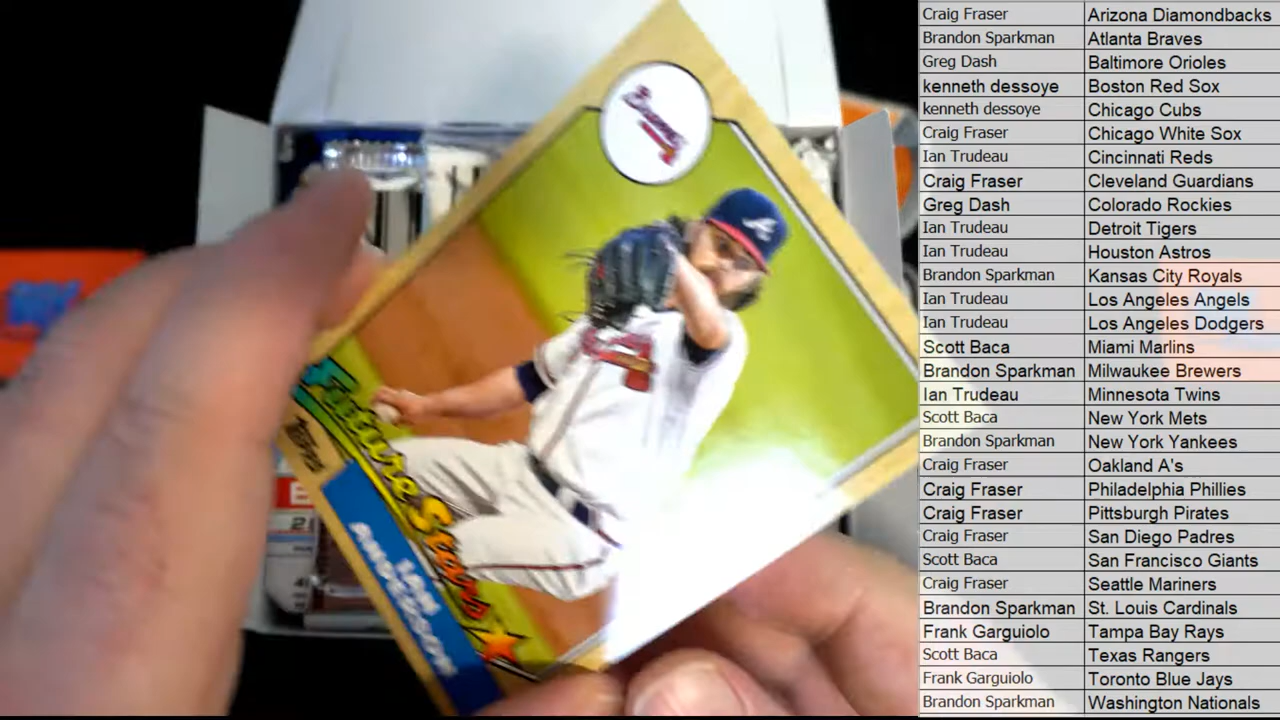 Braves
A
Braves
Future Stars
topps
IAN
ANDERSON
Craig Fraser Arizona Diamondbacks
Brandon Sparkman Atlanta Braves
Greg Dash Baltimore Orioles
kenneth dessoye Boston Red Sox
kenneth dessoye Chicago Cubs
Craig Fraser Chicago White Sox
Ian Trudeau Cincinnati Reds
Craig Fraser Cleveland Guardians
Greg Dash Colorado Rockies
Ian Trudeau Detroit Tigers
Ian Trudeau Houston Astros
Brandon Sparkman Kansas City Royals
Ian Trudeau Los Angeles Angels
Ian Trudeau Los Angeles Dodgers
Scott Baca Miami Marlins
Brandon Sparkman Milwaukee Brewers
Ian Trudeau Minnesota Twins
Scott Baca New York Mets
Brandon Sparkman New York Yankees
Craig Fraser Oakland A's
Craig Fraser Philadelphia Phillies
Craig Fraser Pittsburgh Pirates
Craig Fraser San Diego Padres
Scott Baca San Francisco Giants
Craig Fraser Seattle Mariners
Brandon Sparkman St. Louis Cardinals
Frank Garguiolo Tampa Bay Rays
Scott Baca Texas Rangers
Frank Garguiolo Toronto Blue Jays
Brandon Sparkman Washington Nationals